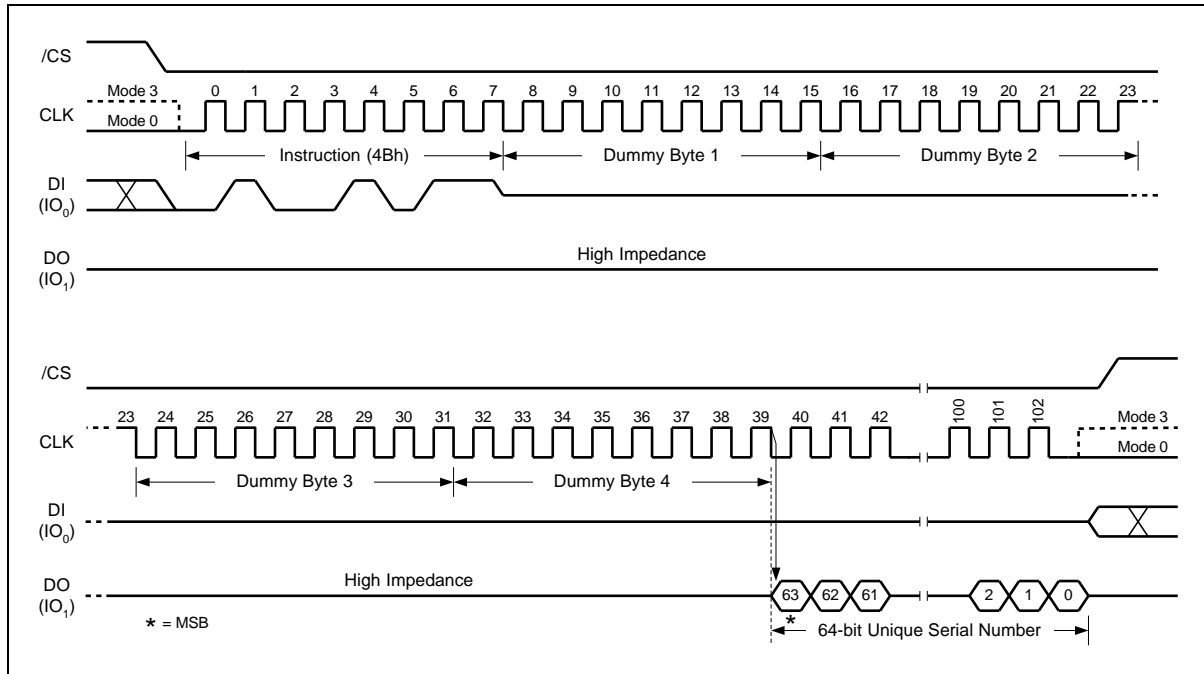 /CS
Mode 3
0 1 2 3 4 5 6 7 8 9 10 11 12 13 14 15 16 17 18 19 20 21 22 23
CLK
Mode 0
Instruction (4Bh) Dummy Byte 1 Dummy Byte 2
DI
(IO0)
High Impedance
DO
(IO1)
/CS
23 24 25 26 27 28 29 30 31 32 33 34 35 36 37 38 39 40 41 42 100 101 102
Mode 3
CLK
Mode 0
Dummy Byte 3 Dummy Byte 4
DI
(IO0)
High Impedance
DO
(IO1)
63 62 61 2 1 0
* = MSB
*
64-bit Unique Serial Number